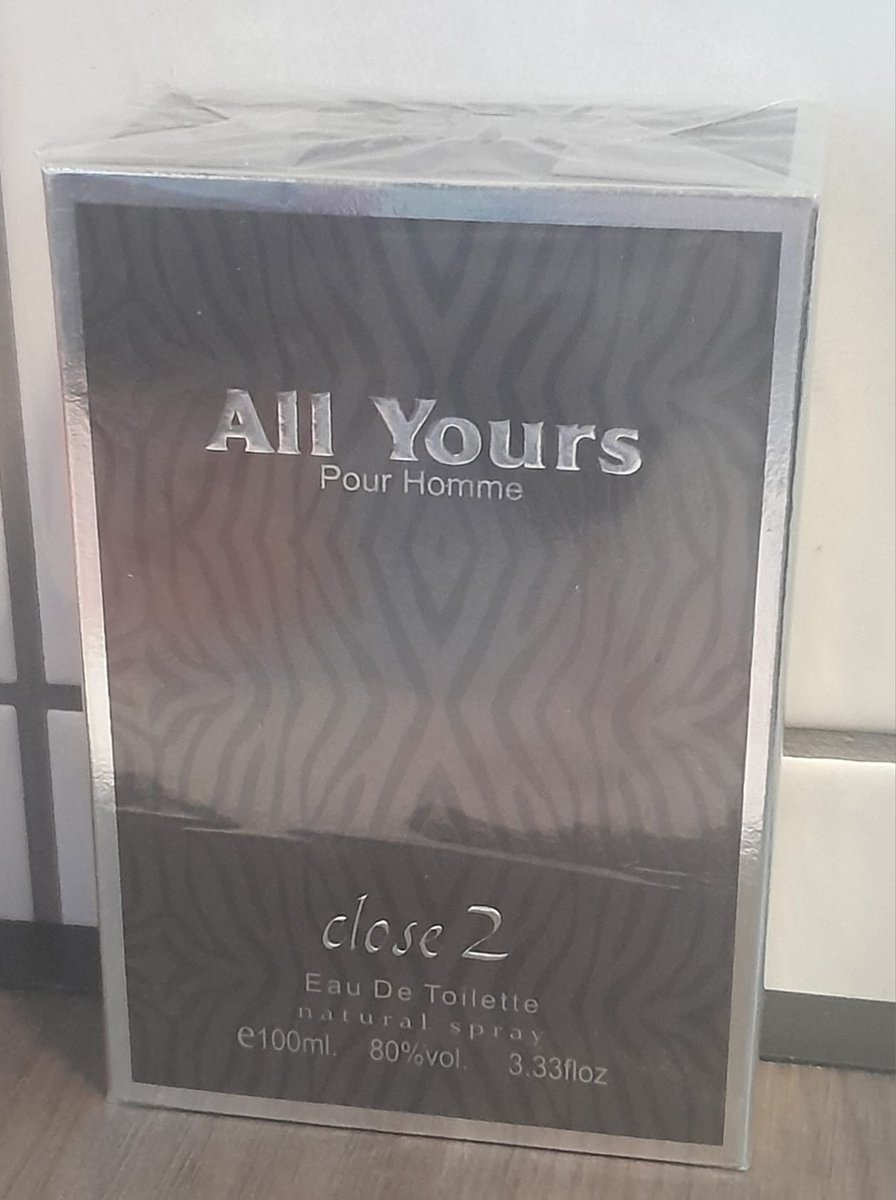 All Yours
Pour Homme
close 2
Eau De Toilette
natural spray
e100ml. 80%vol. 3.33floz